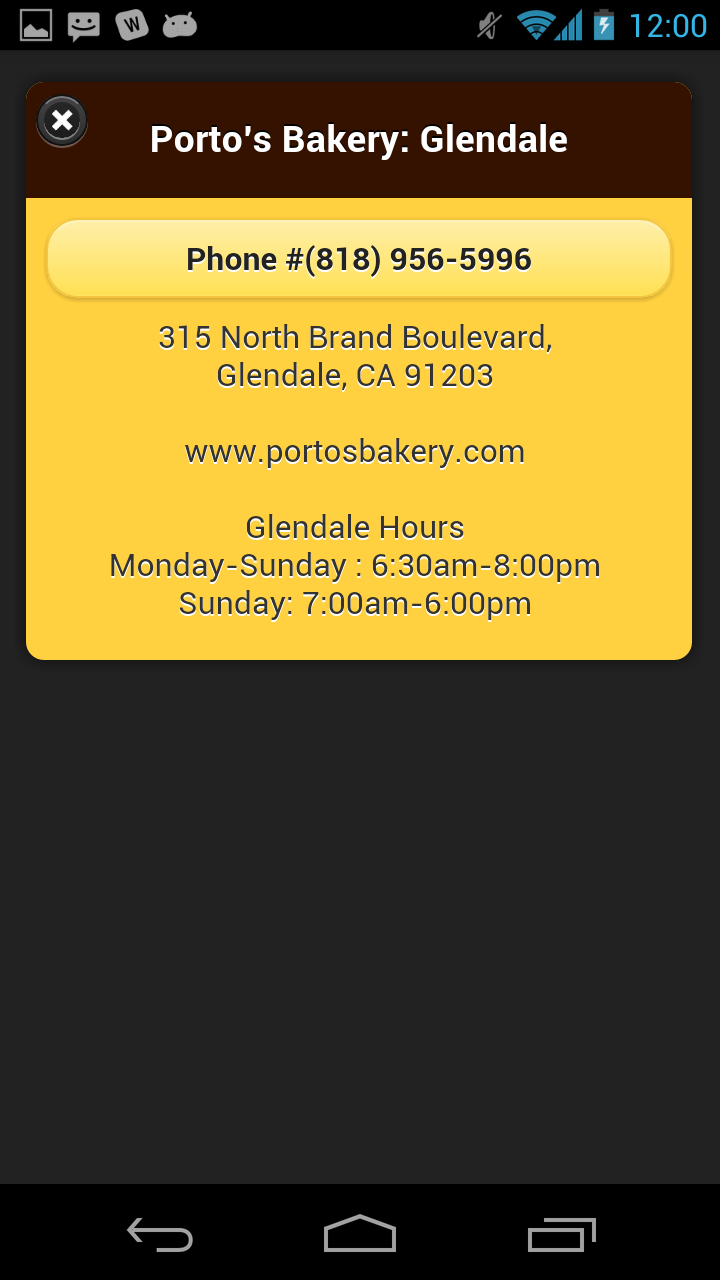 12:00
Porto's Bakery: Glendale
Phone #(818) 956-5996
315 North Brand Boulevard,
Glendale, CA 91203
www.portosbakery.com
Glendale Hours
Monday-Sunday : 6:30am-8:00pm
Sunday: 7:00am-6:00pm